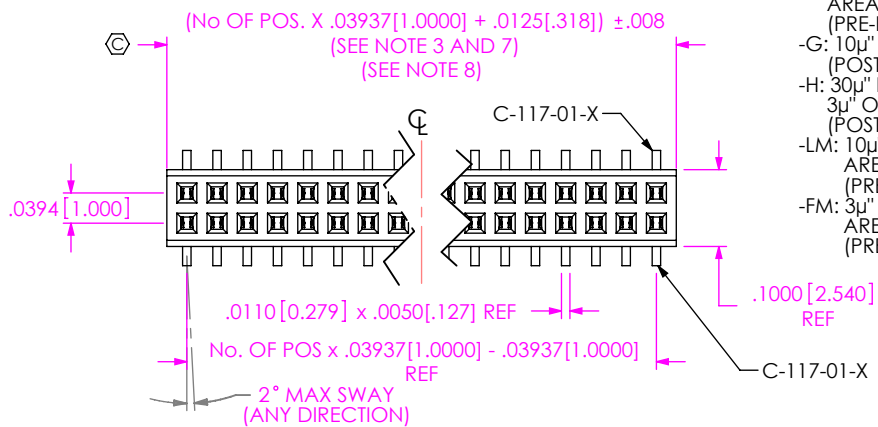 (No OF POS. X .03937[1.0000] + .0125[.318]) ±.008
(SEE NOTE 3 AND 7)
(SEE NOTE 8)
C
C-117-01-X
.0394 [1.000]
.0110 [0.279] x .0050[.127] REF
No. OF POS x .03937[1.0000] - .03937[1.0000]
REF
2° MAX SWAY
(ANY DIRECTION)
.1000 [2.540]
REF
C-117-01-X
AREA
(PRE-
-G: 10µ"
(POST
-H: 30µ"
3µ" O
(POST
-LM: 10µ
ARE
(PRE
-FM: 3µ"
ARE
(PRE